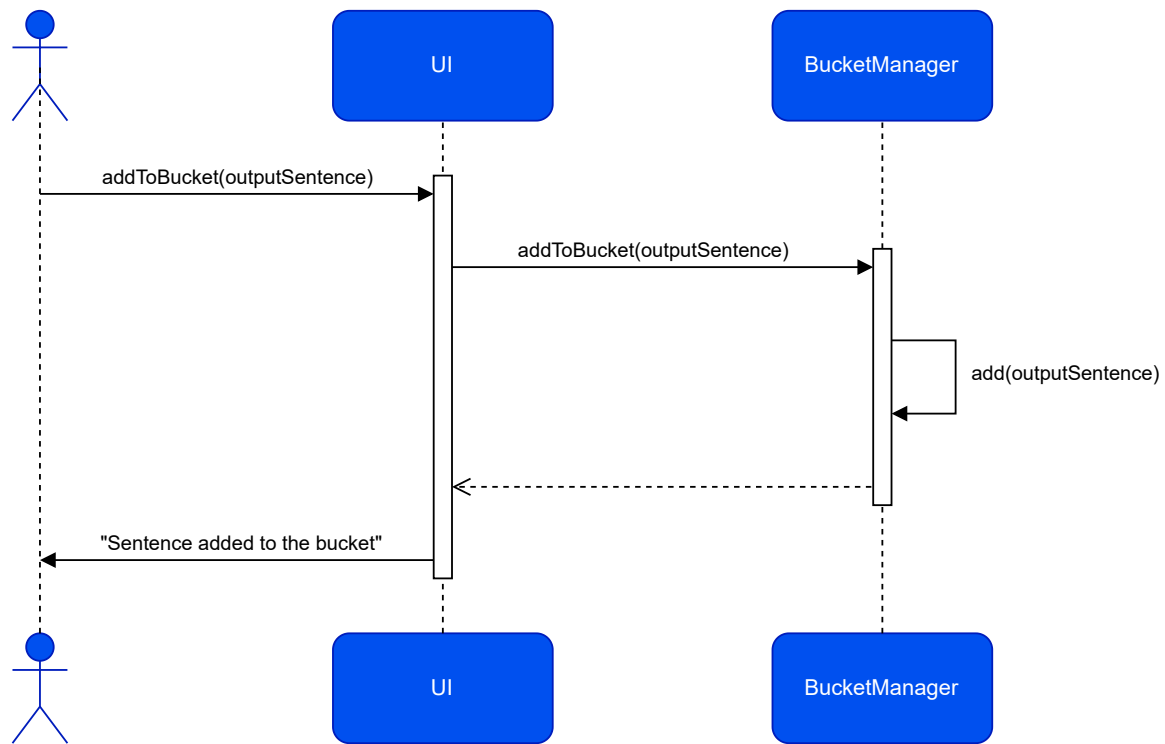 UI
BucketManager
addToBucket(outputSentence)
addToBucket(outputSentence)
add(outputSentence)
"Sentence added to the bucket"
UI
BucketManager